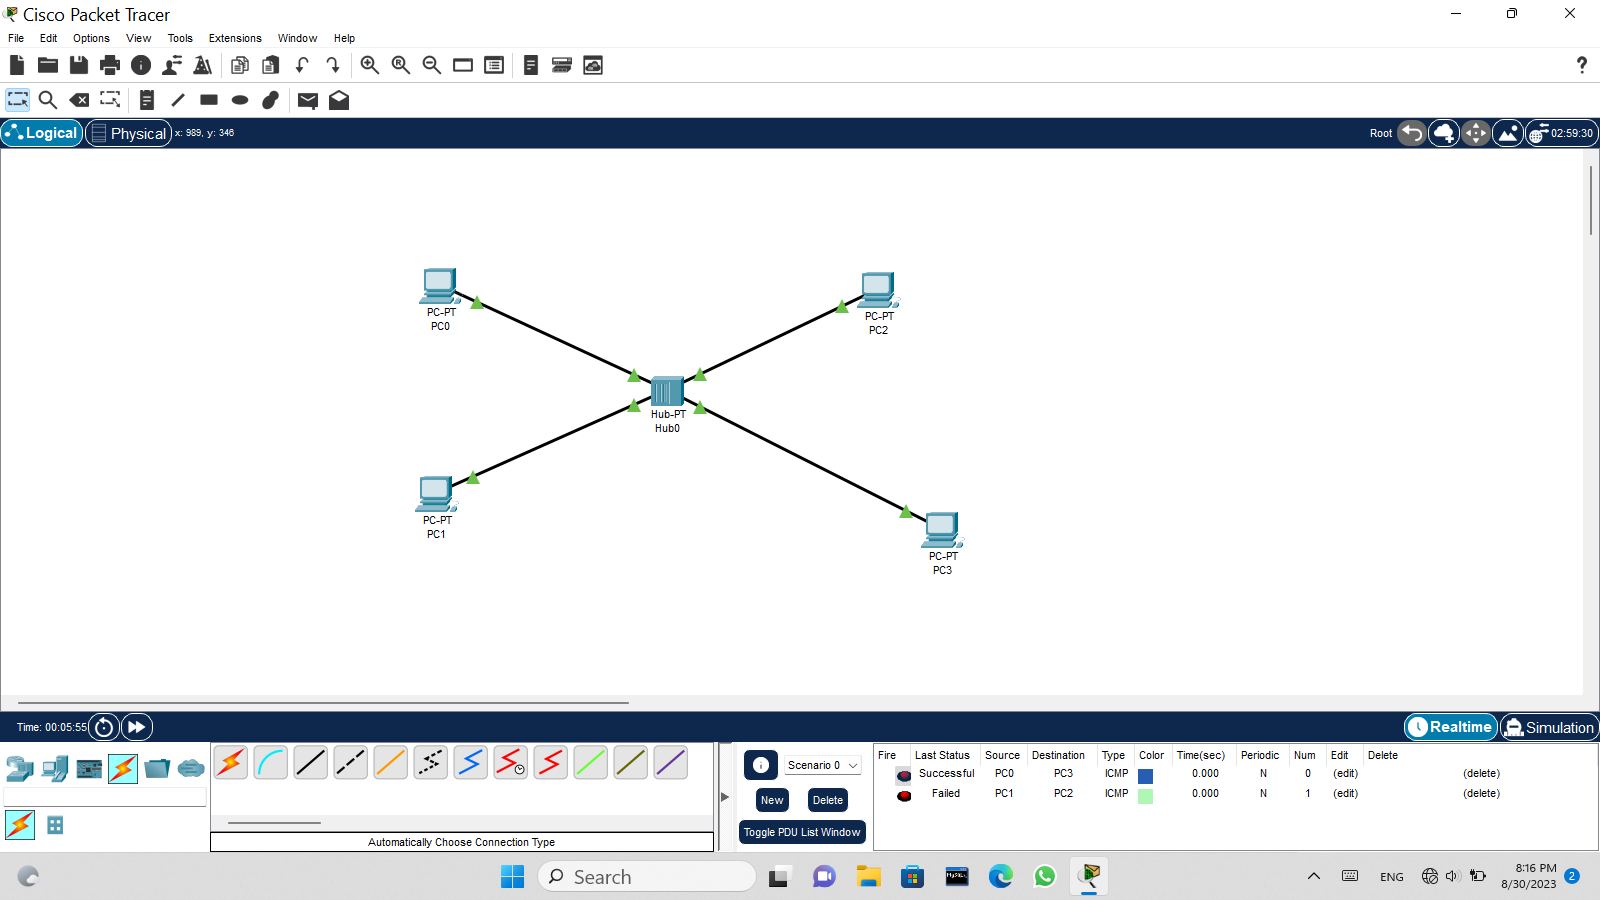 Cisco Packet Tracer
File Edit Options View Tools Extensions Window Help
?
Logical Physical x: 989, y: 346 Root 02:59:30
PC-PT
PC0
PC-PT
PC2
Hub-PT
Hub0
PC-PT
PC1
PC-PT
PC3
Time: 00:05:55 Realtime Simulation
Automatically Choose Connection Type
Scenario 0
New Delete
Toggle PDU List Window
Fire Last Status Source Destination Type Color Time(sec) Periodic Num Edit Delete
Successful PC0 PC3 ICMP 0.000 N 0 (edit) (delete)
Failed PC1 PC2 ICMP 0.000 N 1 (edit) (delete)
Search
ENG
8:16 PM
8/30/2023
2